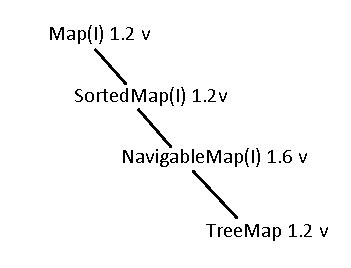 Map(I) 1.2 v
SortedMap(I) 1.2v
NavigableMap(I) 1.6 v
TreeMap 1.2 v